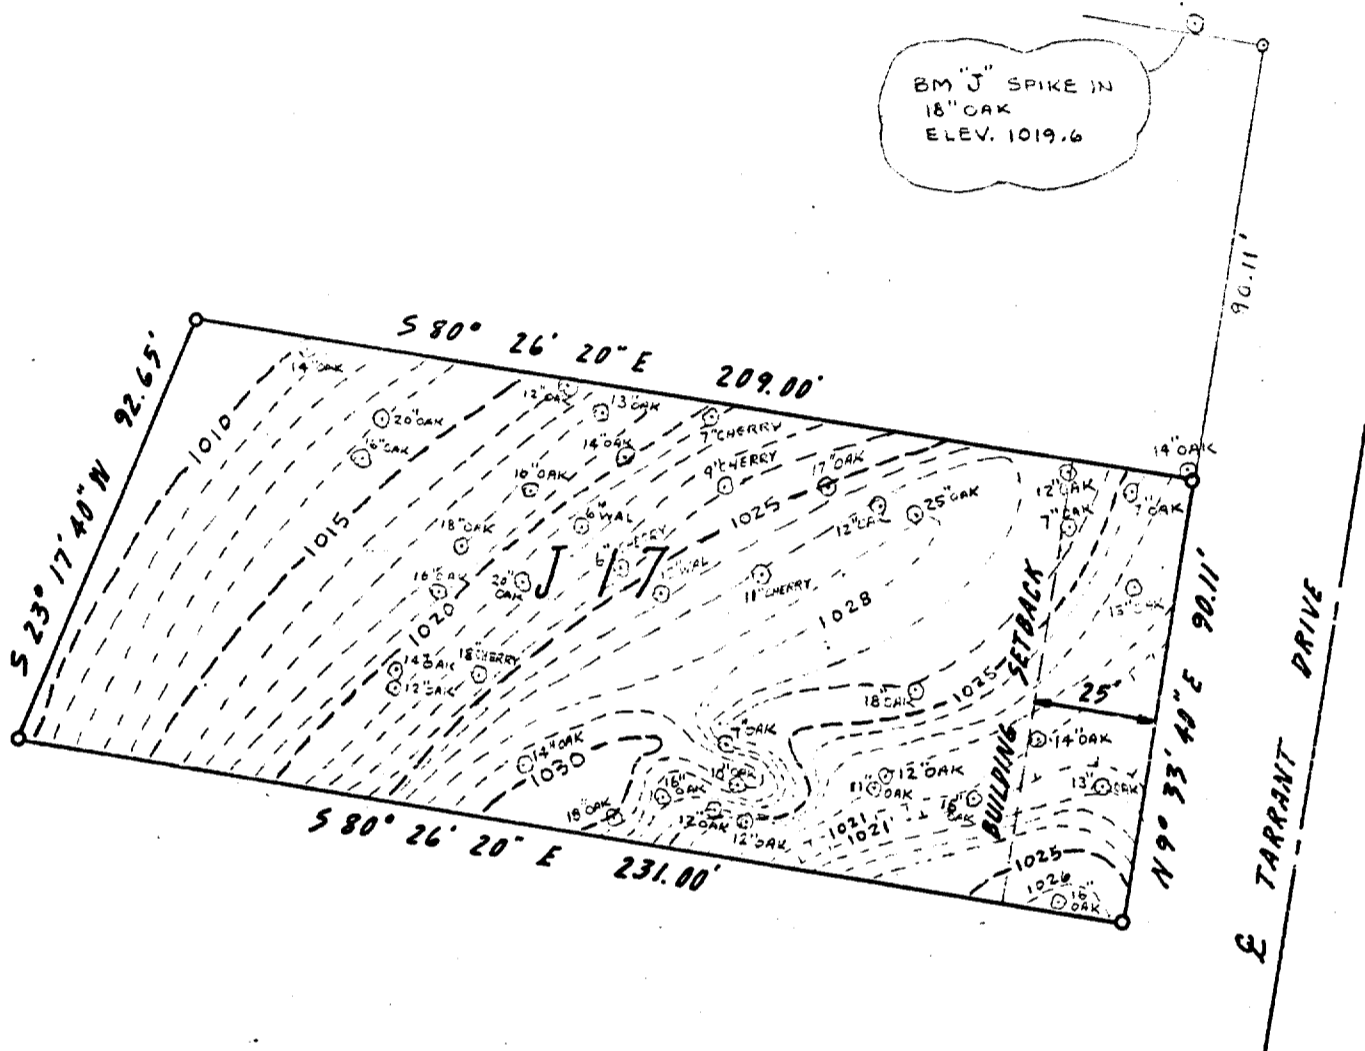 BM "J" SPIKE IN
18" OAK
ELEV. 1019.6
90.11'
S 80° 26' 20" E 209.00'
S 23° 17' 40" W 92.65'
1010
14" OAK
20" OAK
16" OAK
12" OAK
13" OAK
7" CHERRY
14" OAK
9" CHERRY
17" OAK
16" OAK
1015
6" WAL
1025
12" OAK
25" OAK
14" OAK
12" OAK
7" OAK
7" OAK
18" OAK
J 17
16" OAK
20" OAK
11" CHERRY
15" OAK
1020
1028
BUILDING SETBACK
14" OAK
18" CHERRY
12" OAK
18" OAK
1025
25'
N 9° 33' 40" E 90.11'
TARRANT DRIVE
7" OAK
14" OAK
14" OAK
1030
10" OAK
16" OAK
12" OAK
11" OAK
13" OAK
18" OAK
12" OAK
12" OAK
16" OAK
1021
1021
1025
1026
16" OAK
S 80° 26' 20" E 231.00'